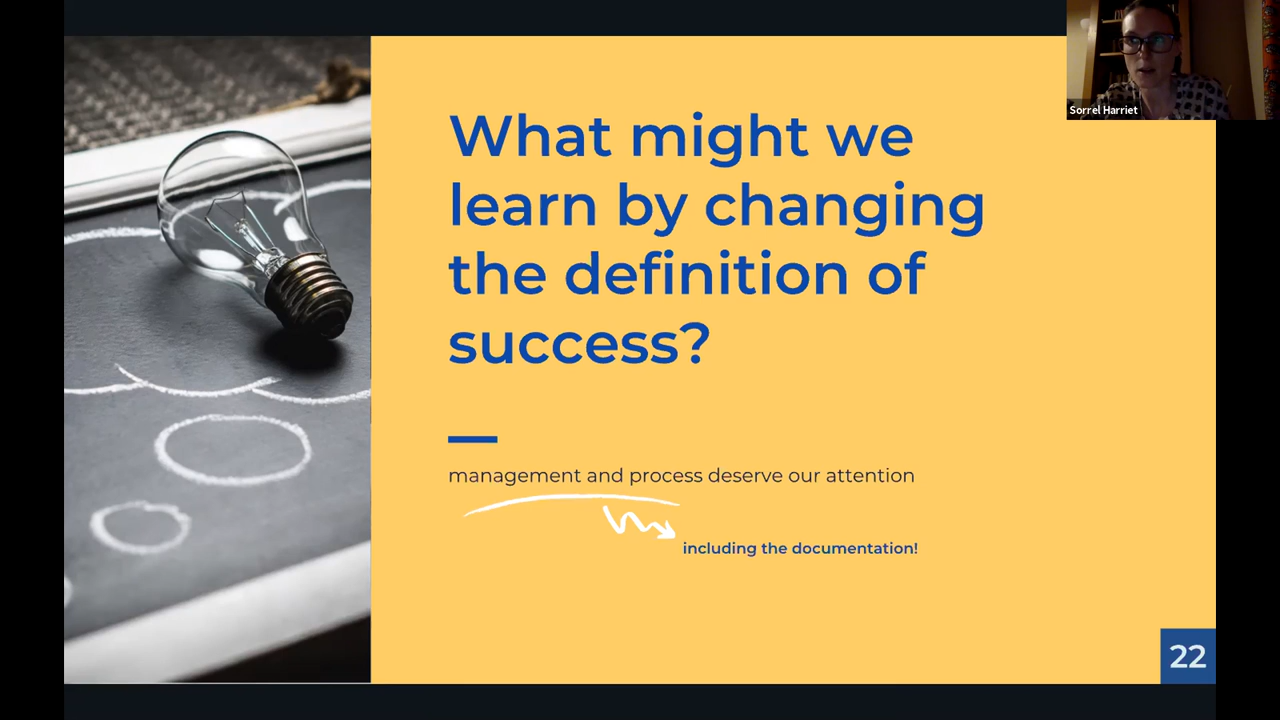 Sorrel Harriet
What might we
learn by changing
the definition of
success?
management and process deserve our attention
including the documentation!
22